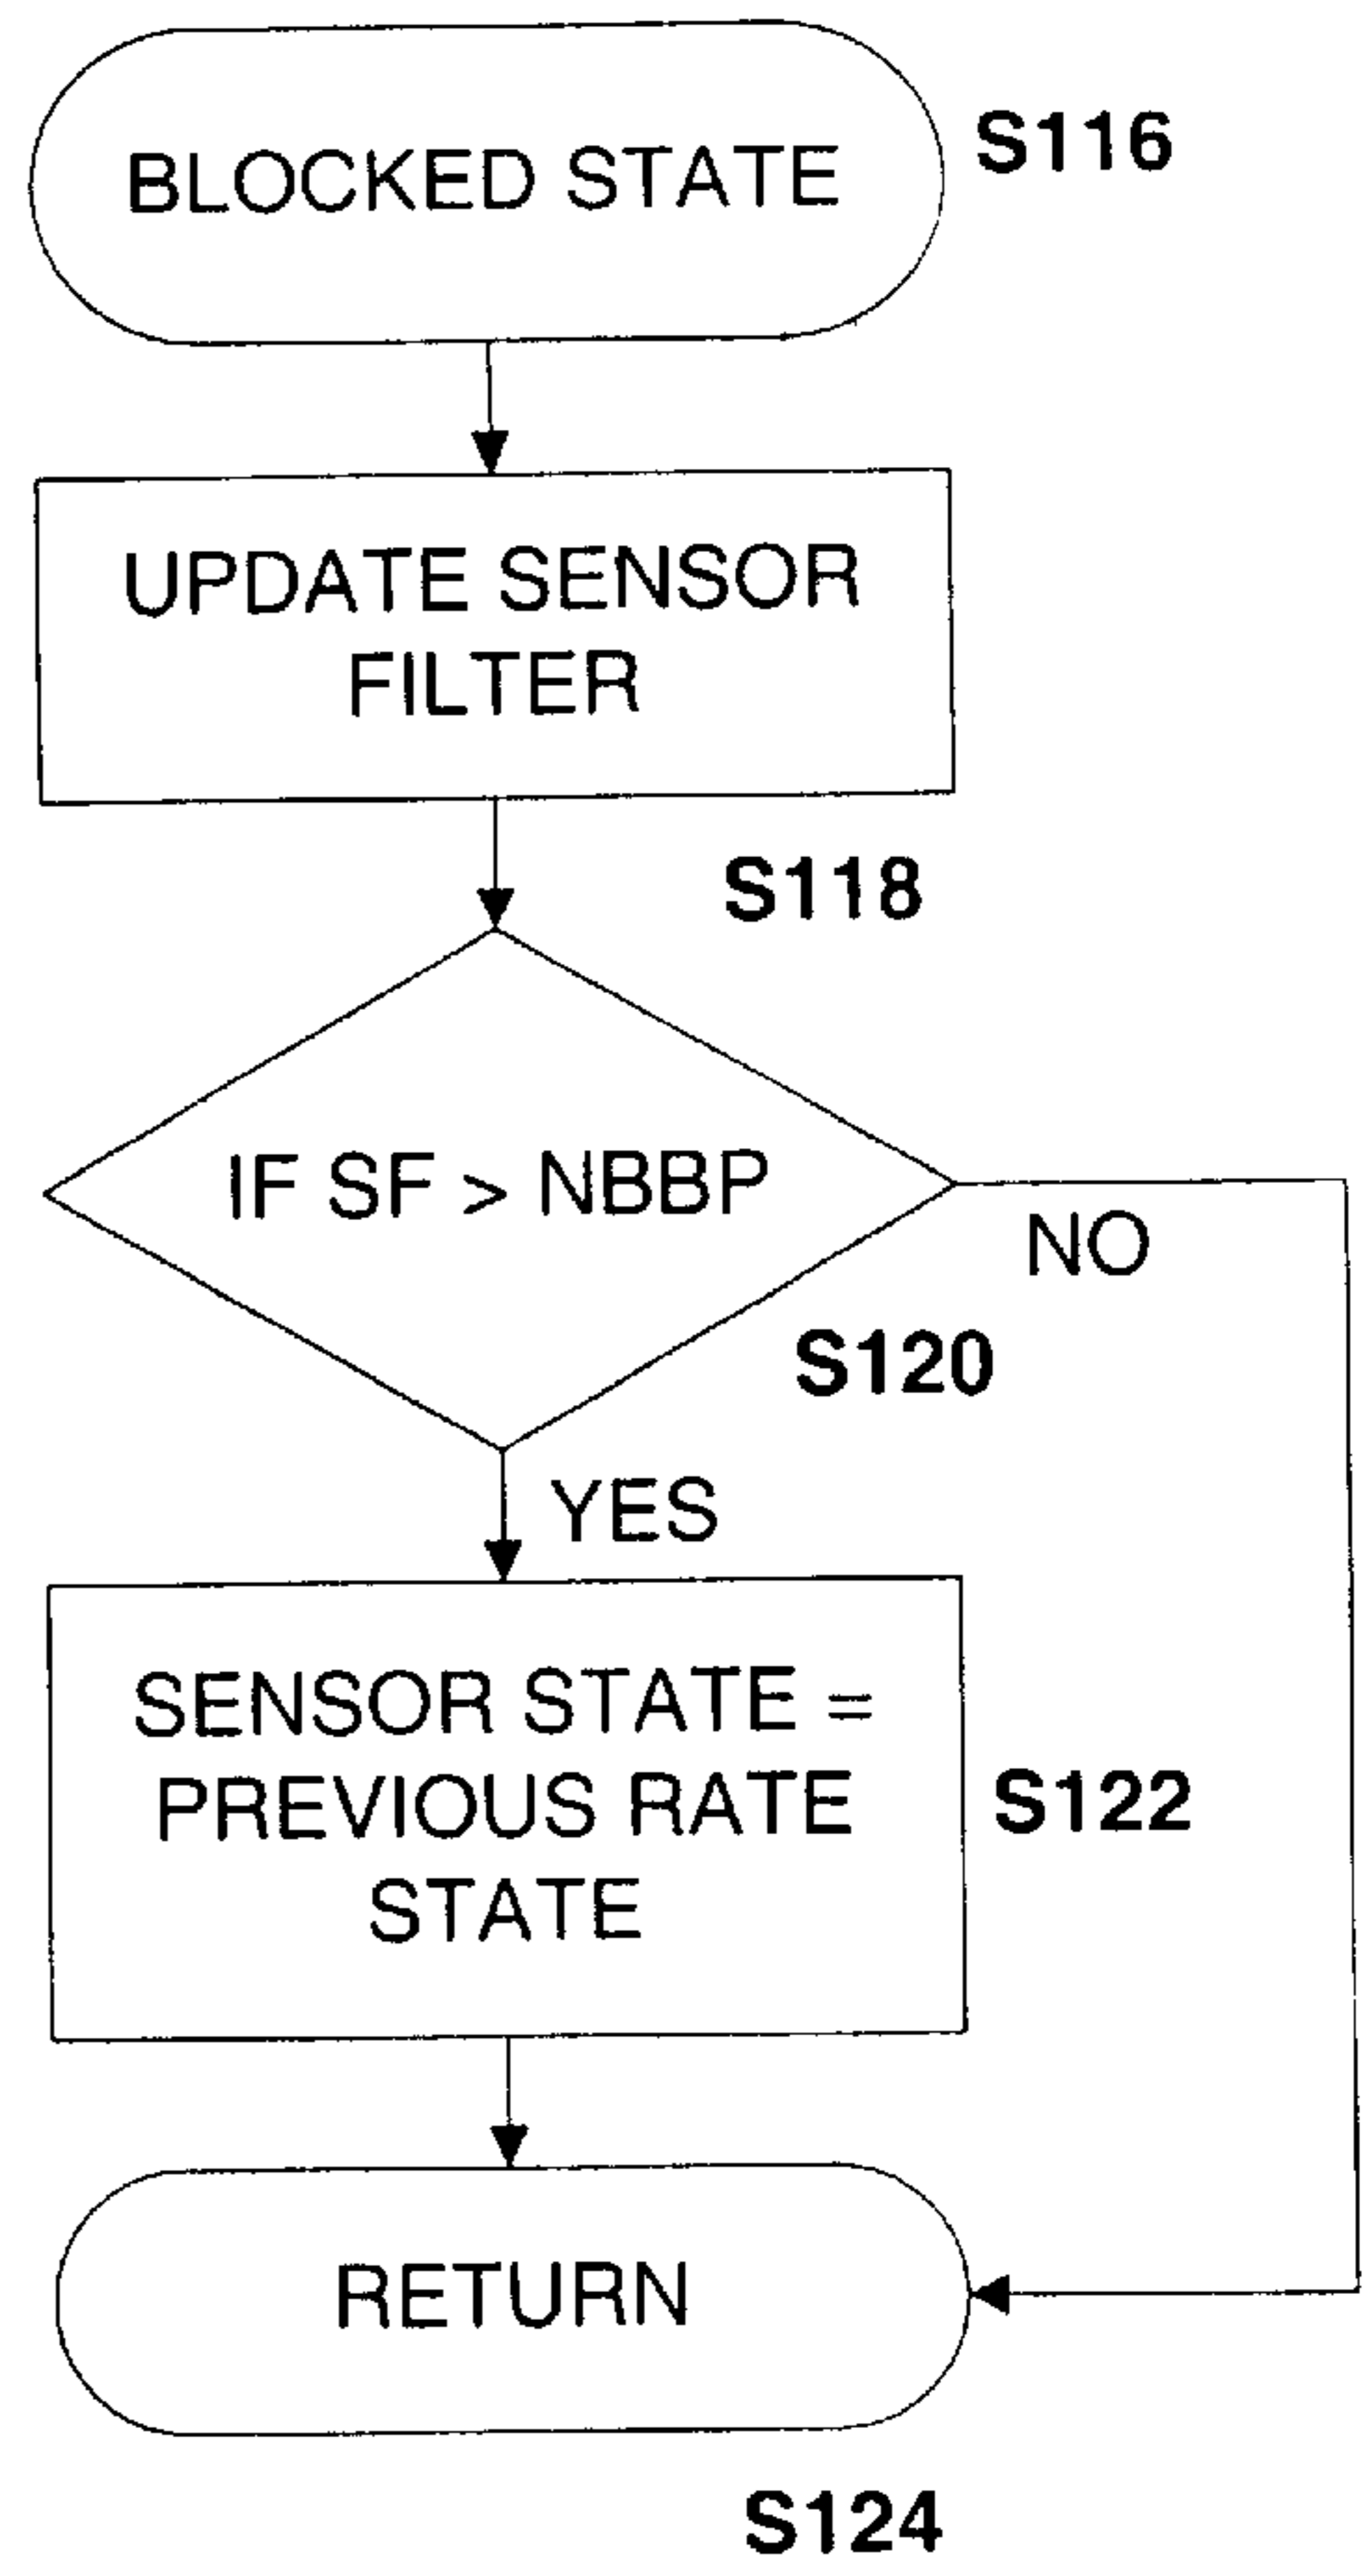 BLOCKED STATE
S116
UPDATE SENSOR
FILTER
S118
IF SF > NBBP
NO
S120
YES
SENSOR STATE =
PREVIOUS RATE
STATE
S122
RETURN
S124